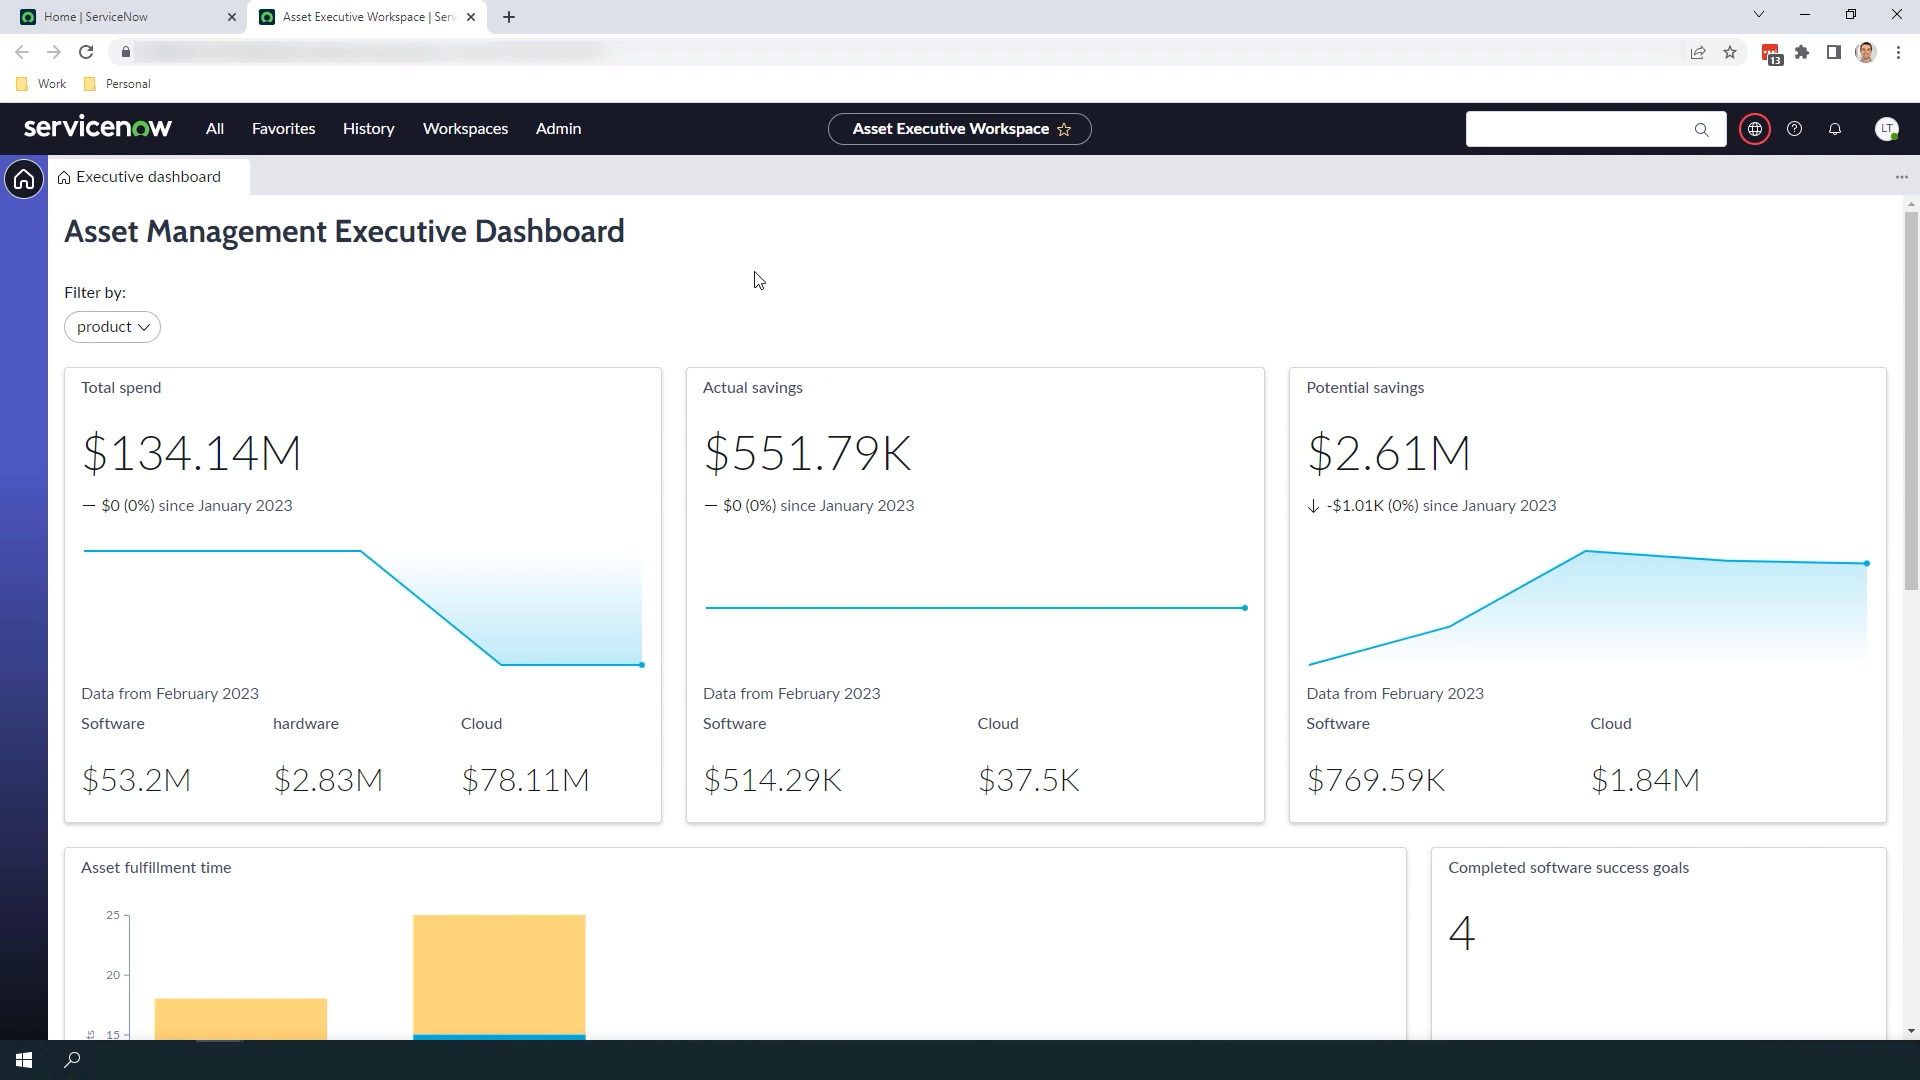 Home | ServiceNow
Asset Executive Workspace | Serv
13
Work
Personal
servicenow
All
Favorites
History
Workspaces
Admin
Asset Executive Workspace
LT
Executive dashboard
Asset Management Executive Dashboard
Filter by:
product
Total spend
$134.14M
— $0 (0%) since January 2023
Data from February 2023
Software
hardware
Cloud
$53.2M
$2.83M
$78.11M
Actual savings
$551.79K
— $0 (0%) since January 2023
Data from February 2023
Software
Cloud
$514.29K
$37.5K
Potential savings
$2.61M
-$1.01K (0%) since January 2023
Data from February 2023
Software
Cloud
$769.59K
$1.84M
Asset fulfillment time
25
20
15
Completed software success goals
4